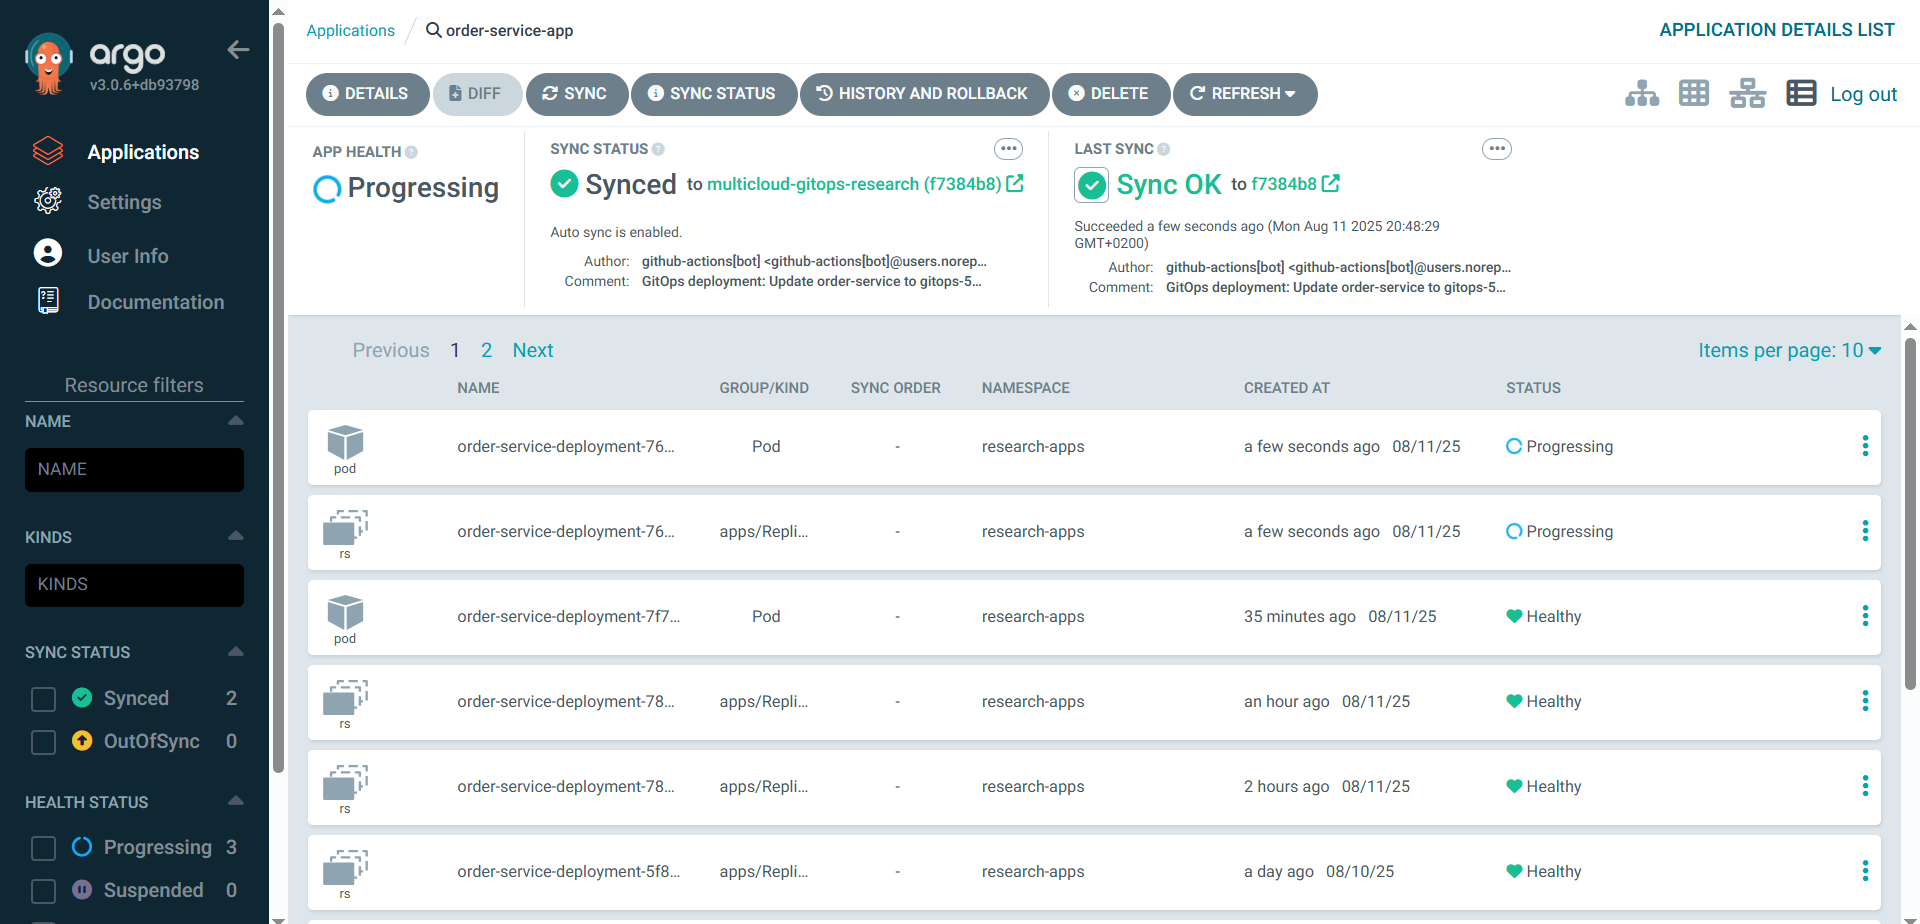 argo
v3.0.6+db93798
Applications
Settings
User Info
Documentation
Resource filters
NAME
NAME
KINDS
KINDS
SYNC STATUS
Synced 2
OutOfSync 0
HEALTH STATUS
Progressing 3
Suspended 0
Applications / order-service-app
APPLICATION DETAILS LIST
DETAILS DIFF SYNC SYNC STATUS HISTORY AND ROLLBACK DELETE REFRESH
Log out
APP HEALTH
Progressing
SYNC STATUS
Synced to multicloud-gitops-research (f7384b8)
Auto sync is enabled.
Author: github-actions[bot] <github-actions[bot]@users.norep...
Comment: GitOps deployment: Update order-service to gitops-5...
LAST SYNC
Sync OK to f7384b8
Succeeded a few seconds ago (Mon Aug 11 2025 20:48:29
GMT+0200)
Author: github-actions[bot] <github-actions[bot]@users.norep...
Comment: GitOps deployment: Update order-service to gitops-5...
Previous 1 2 Next
Items per page: 10
NAME GROUP/KIND SYNC ORDER NAMESPACE CREATED AT STATUS
pod order-service-deployment-76... Pod - research-apps a few seconds ago 08/11/25 Progressing
rs order-service-deployment-76... apps/Repli... - research-apps a few seconds ago 08/11/25 Progressing
pod order-service-deployment-7f7... Pod - research-apps 35 minutes ago 08/11/25 Healthy
rs order-service-deployment-78... apps/Repli... - research-apps an hour ago 08/11/25 Healthy
rs order-service-deployment-78... apps/Repli... - research-apps 2 hours ago 08/11/25 Healthy
rs order-service-deployment-5f8... apps/Repli... - research-apps a day ago 08/10/25 Healthy